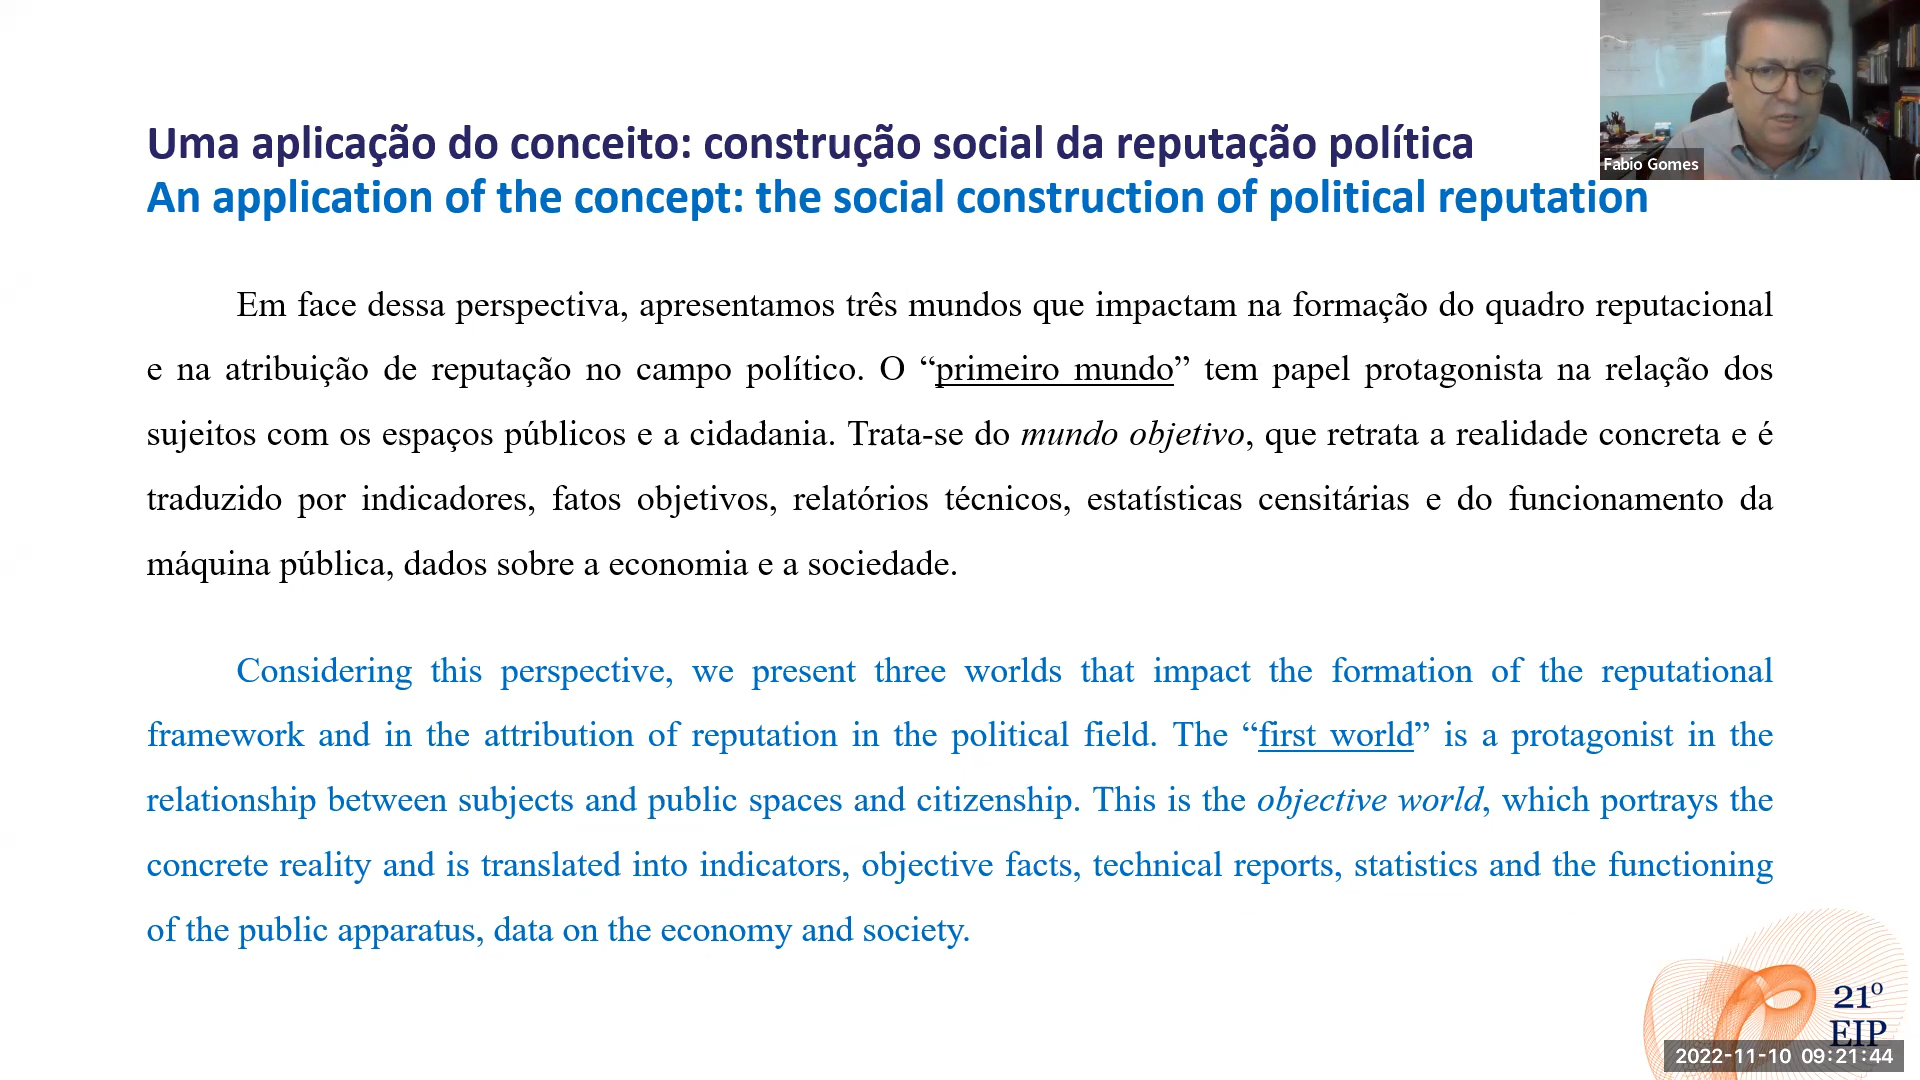 Uma aplicação do conceito: construção social da reputação política
An application of the concept: the social construction of political reputation
Fabio Gomes
Em face dessa perspectiva, apresentamos três mundos que impactam na formação do quadro reputacional
e na atribuição de reputação no campo político. O “primeiro mundo” tem papel protagonista na relação dos
sujeitos com os espaços públicos e a cidadania. Trata-se do mundo objetivo, que retrata a realidade concreta e é
traduzido por indicadores, fatos objetivos, relatórios técnicos, estatísticas censitárias e do funcionamento da
máquina pública, dados sobre a economia e a sociedade.
Considering this perspective, we present three worlds that impact the formation of the reputational
framework and in the attribution of reputation in the political field. The “first world” is a protagonist in the
relationship between subjects and public spaces and citizenship. This is the objective world, which portrays the
concrete reality and is translated into indicators, objective facts, technical reports, statistics and the functioning
of the public apparatus, data on the economy and society.
21º
EIP
2022-11-10 09:21:44